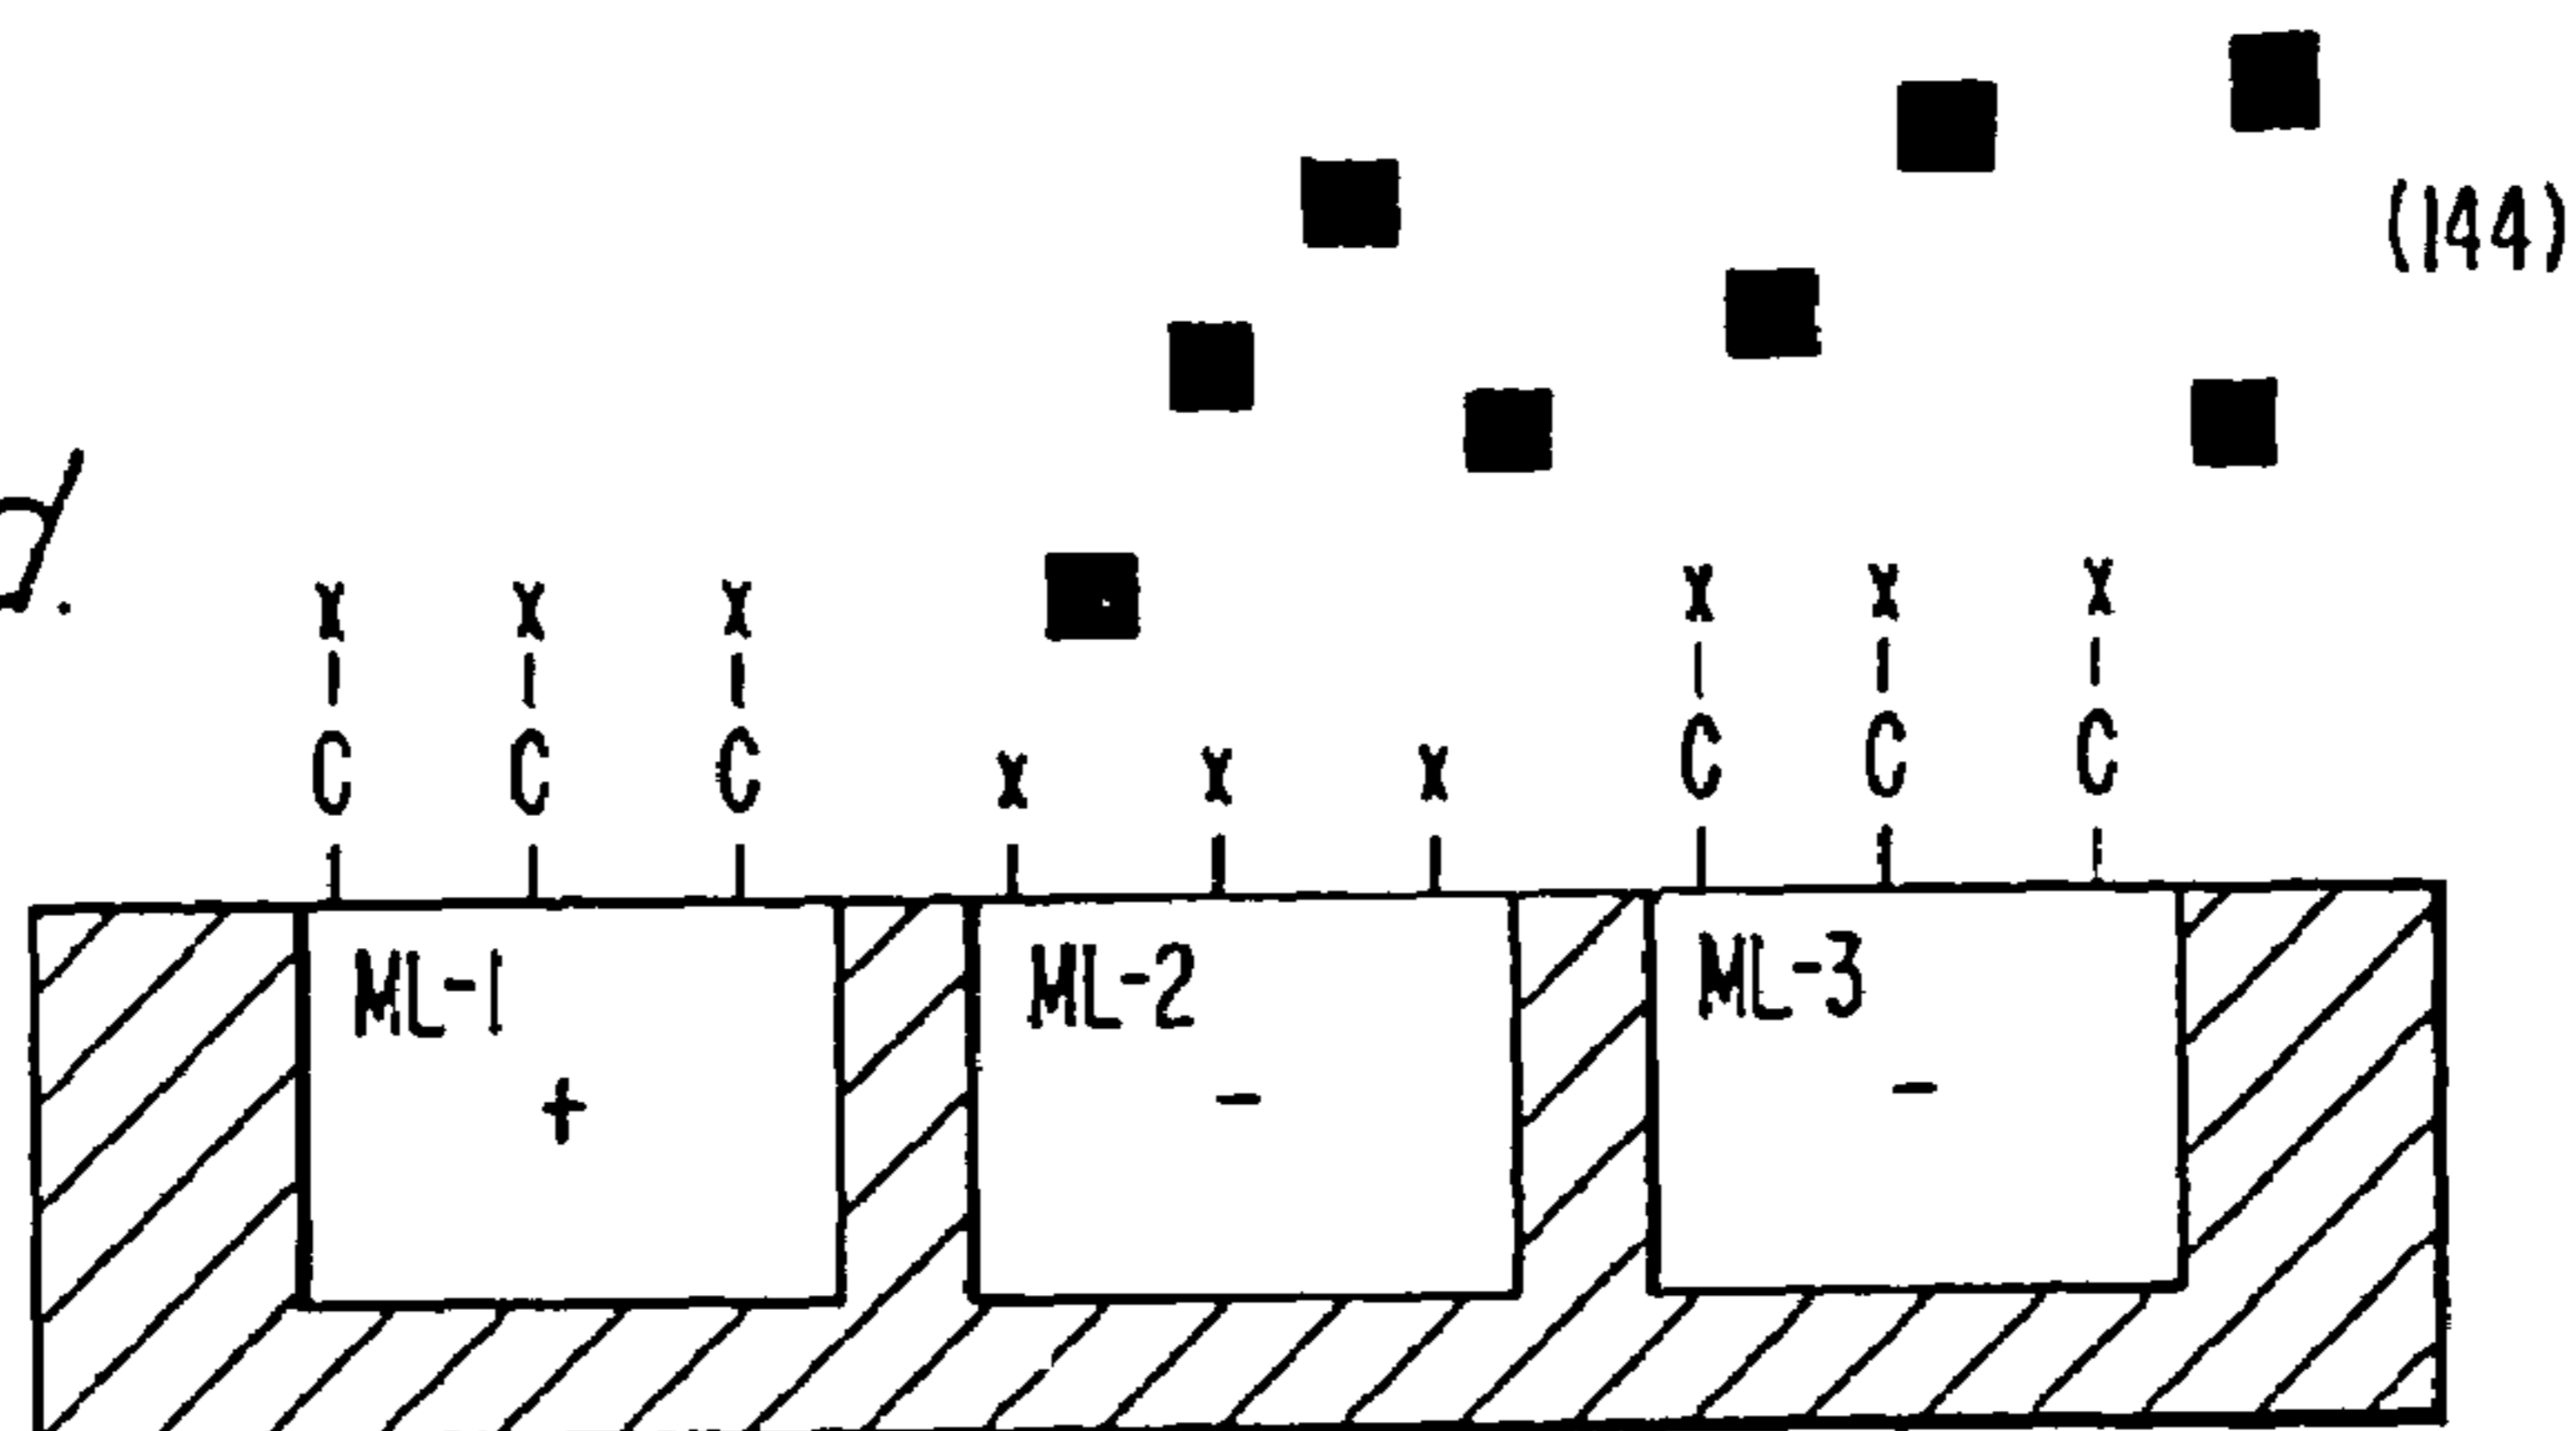 (144)
d.
X X X X X X
C C C X X X C C C
ML-1 ML-2 ML-3
+ - -